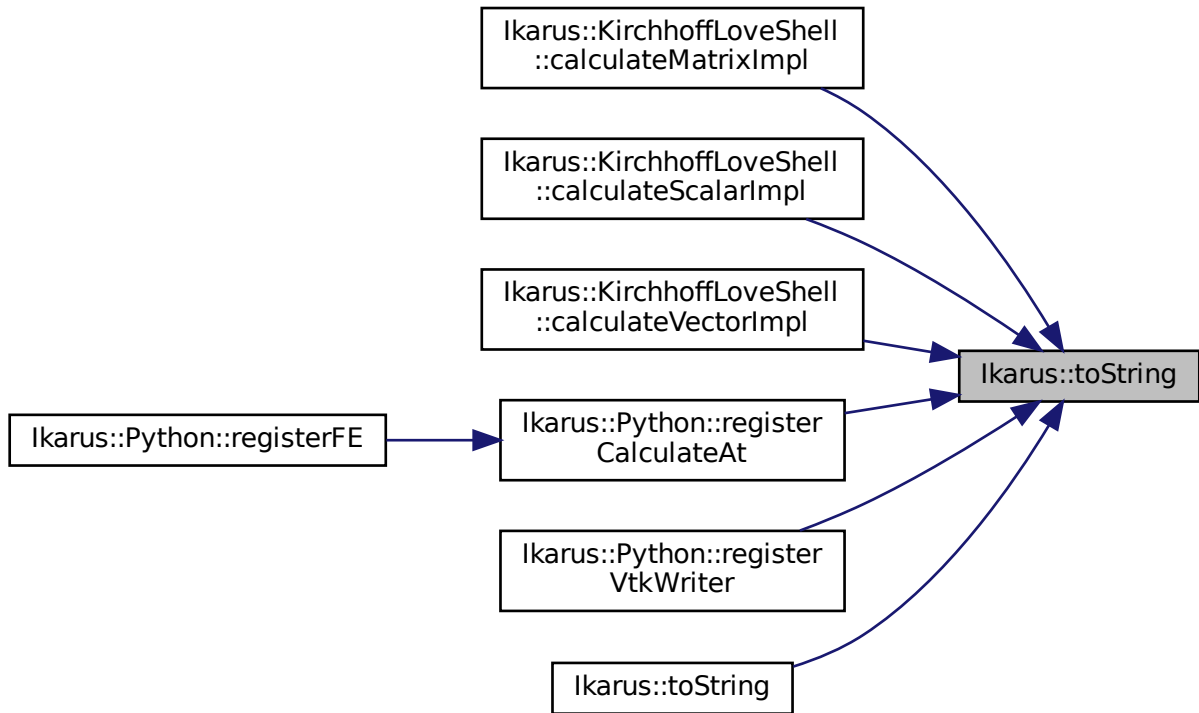 Ikarus::KirchhoffLoveShell
::calculateMatrixImpl
Ikarus::KirchhoffLoveShell
::calculateScalarImpl
Ikarus::KirchhoffLoveShell
::calculateVectorImpl
Ikarus::toString
Ikarus::Python::registerFE
Ikarus::Python::register
CalculateAt
Ikarus::Python::register
VtkWriter
Ikarus::toString